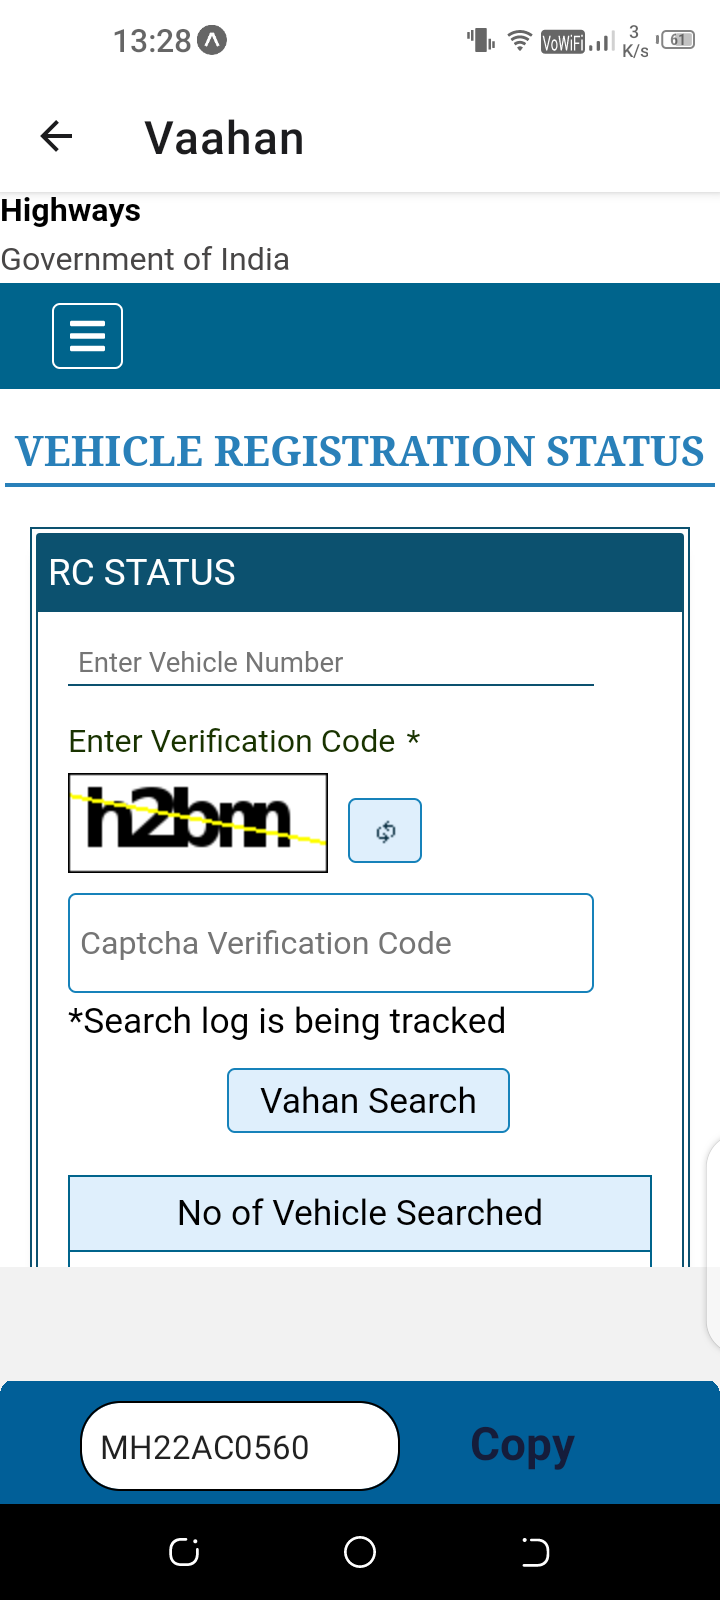 13:28
VoWiFi
3
K/s
61
Vaahan
Highways
Government of India
VEHICLE REGISTRATION STATUS
RC STATUS
Enter Vehicle Number
Enter Verification Code *
Captcha Verification Code
*Search log is being tracked
Vahan Search
No of Vehicle Searched
MH22AC0560
Copy